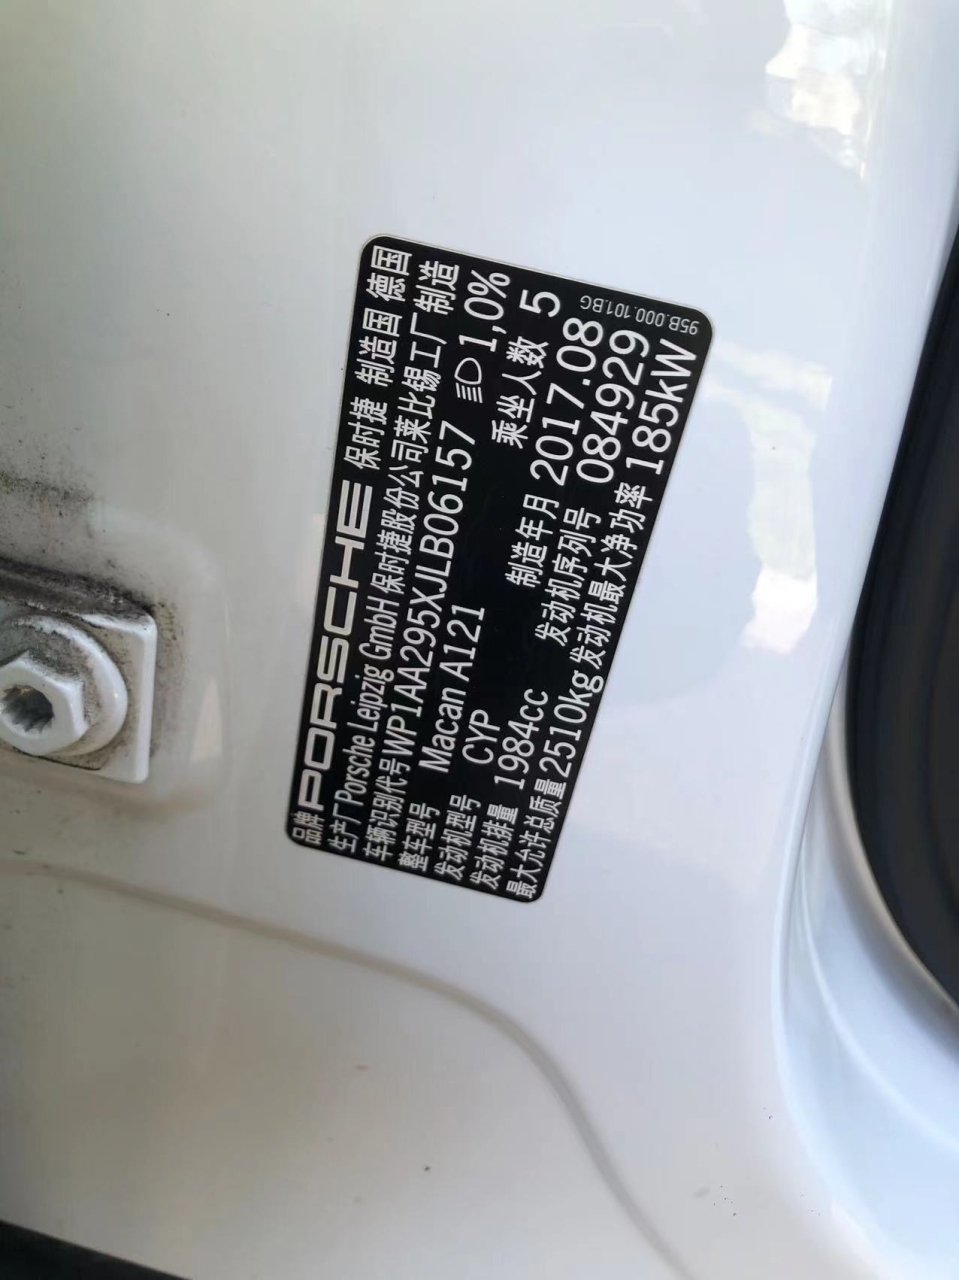 品牌 PORSCHE 保时捷 制造国 德国
生产厂 Porsche Leipzig GmbH 保时捷股份公司莱比锡工厂 制造
车辆识别代号 WP1AA295XJLB06157 1,0%
整车型号 Macan A121 乘坐人数 5
发动机型号 CYP 制造年月 2017.08
发动机排量 1984cc 发动机序列号 084929
最大允许总质量 2510kg 发动机最大净功率 185kW
95B.000.101.BG